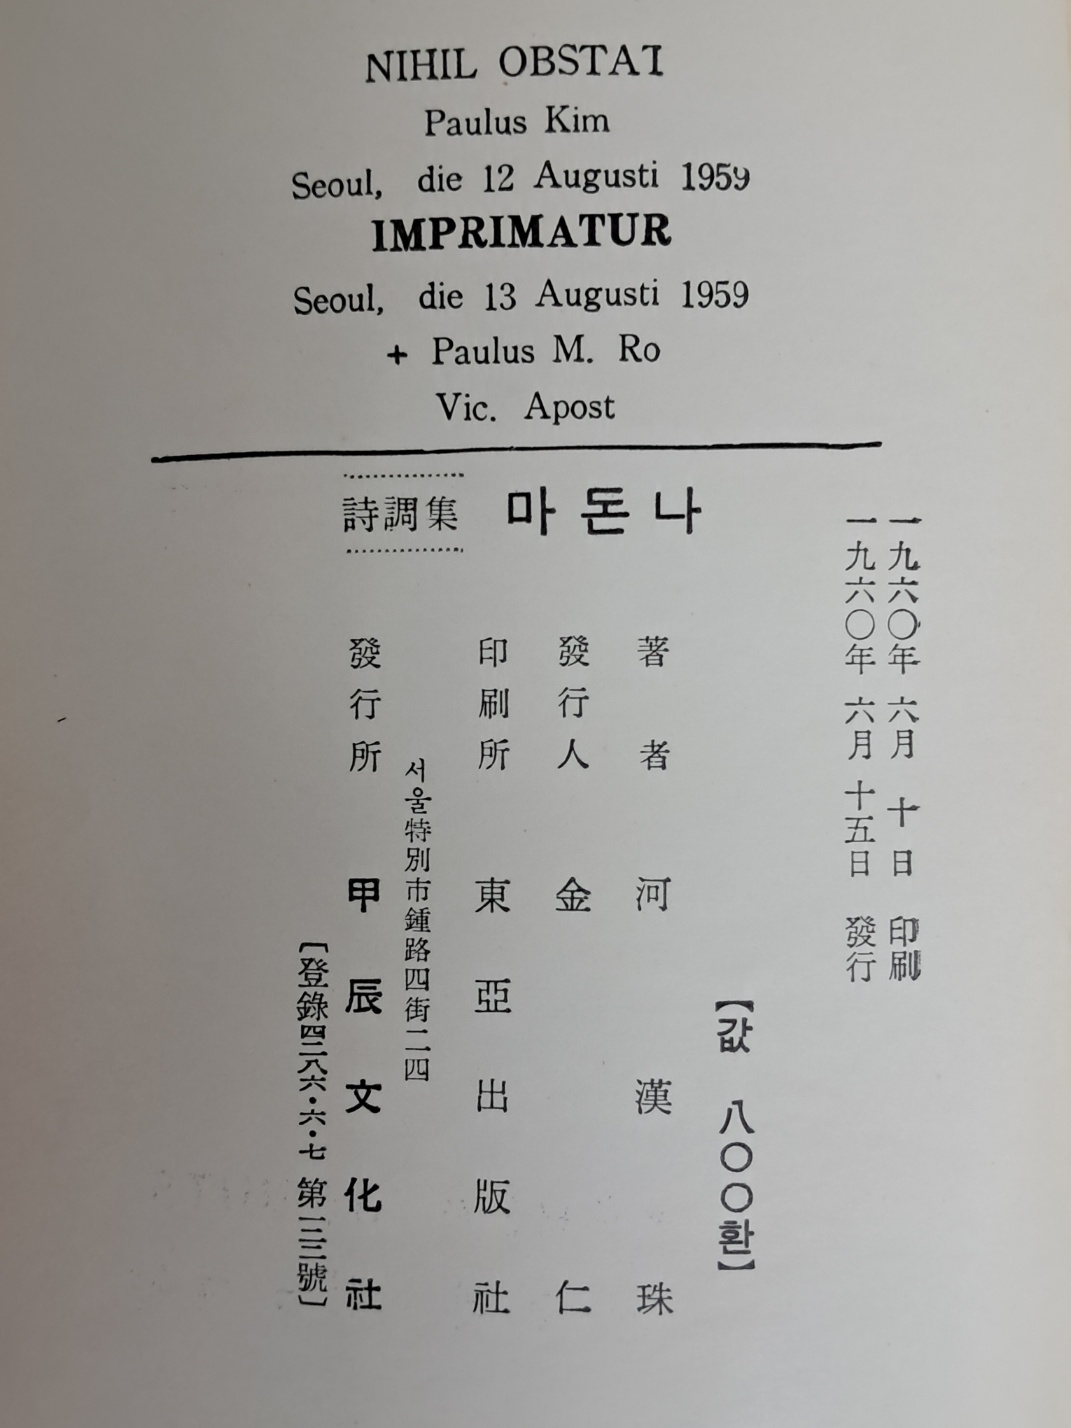 NIHIL OBSTAT
Paulus Kim
Seoul, die 12 Augusti 1959
IMPRIMATUR
Seoul, die 13 Augusti 1959
+ Paulus M. Ro
Vic. Apost
詩調集 마돈나
一九六〇年 六月 十日 印刷
一九六〇年 六月 十五日 發行
【값 八〇〇환】
著者 河漢珠
發行人 金仁
印刷所 東亞出版社
서울特別市鍾路四街二四
發行所 甲辰文化社
〔登錄四二八六・六・七 第一三三號〕